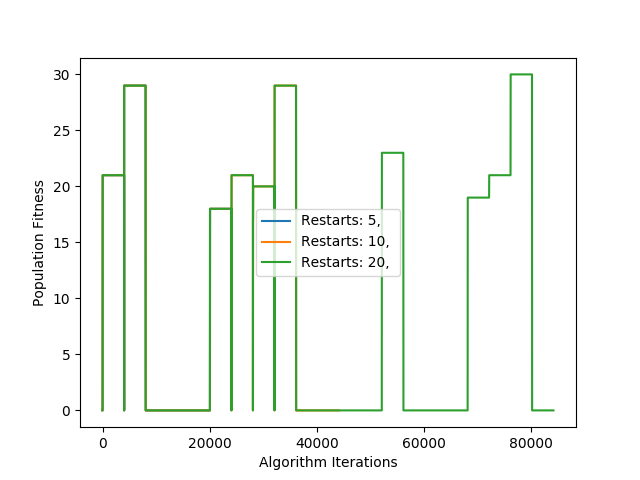 30
25
20
15
10
5
0
Population Fitness
Restarts: 5,
Restarts: 10,
Restarts: 20,
0 20000 40000 60000 80000
Algorithm Iterations